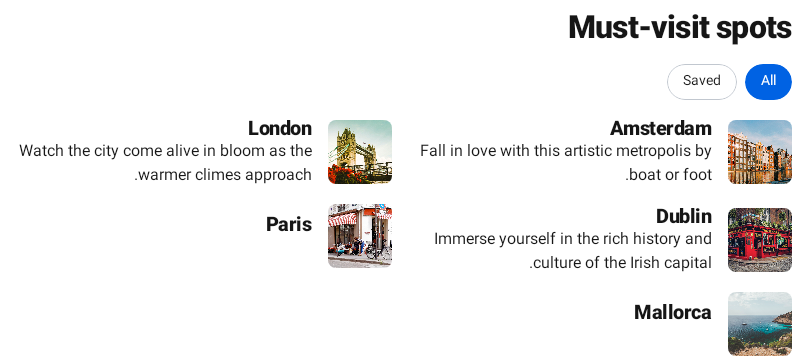 Must-visit spots
All
Saved
Amsterdam
Fall in love with this artistic metropolis by
.boat or foot
Dublin
Immerse yourself in the rich history and
.culture of the Irish capital
Mallorca
London
Watch the city come alive in bloom as the
.warmer climes approach
Paris